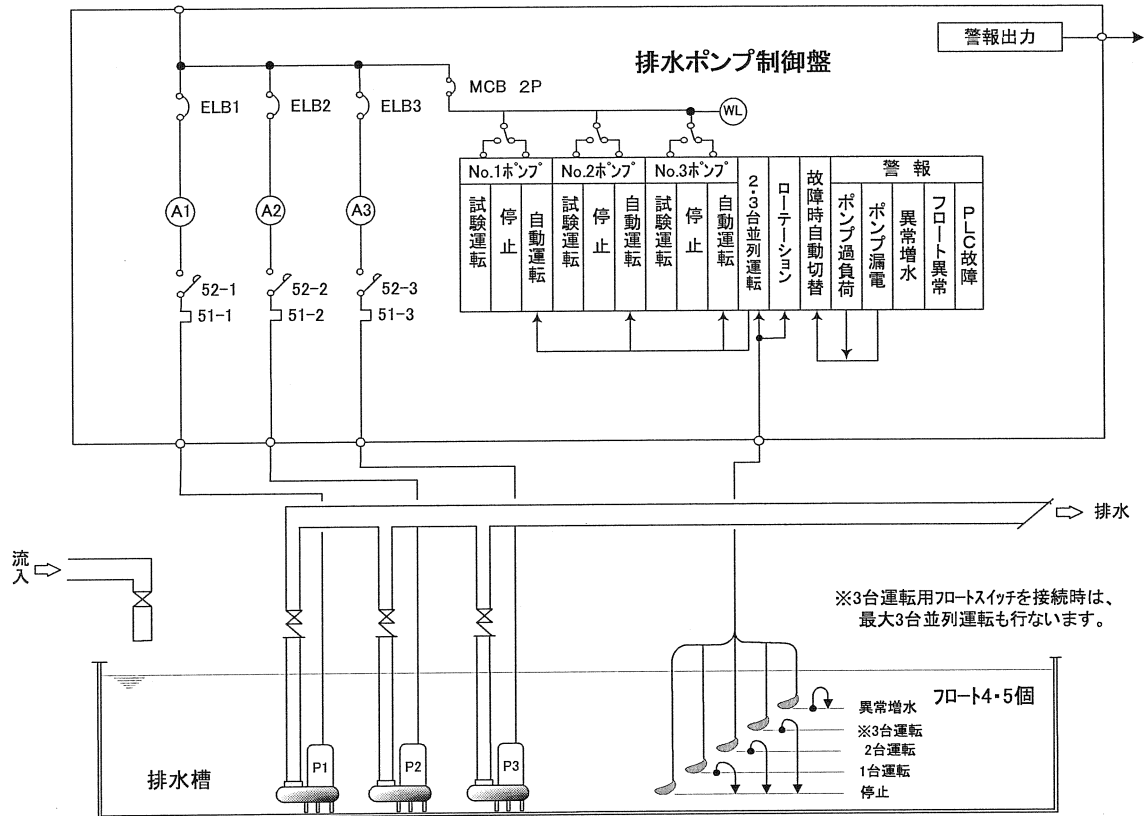 警報出力
排水ポンプ制御盤
MCB 2P
ELB1
ELB2
ELB3
WL
No.1ポンプ
No.2ポンプ
No.3ポンプ
試験運転
停止
自動運転
試験運転
停止
自動運転
試験運転
停止
自動運転
2・3台並列運転
ローテーション
故障時自動切替
警報
ポンプ過負荷
ポンプ漏電
異常増水
フロート異常
PLC故障
A1
A2
A3
52-1
52-2
52-3
51-1
51-2
51-3
排水
流入
※3台運転用フロートスイッチを接続時は、
最大3台並列運転も行ないます。
フロート4・5個
異常増水
※3台運転
2台運転
1台運転
停止
排水槽
P1
P2
P3